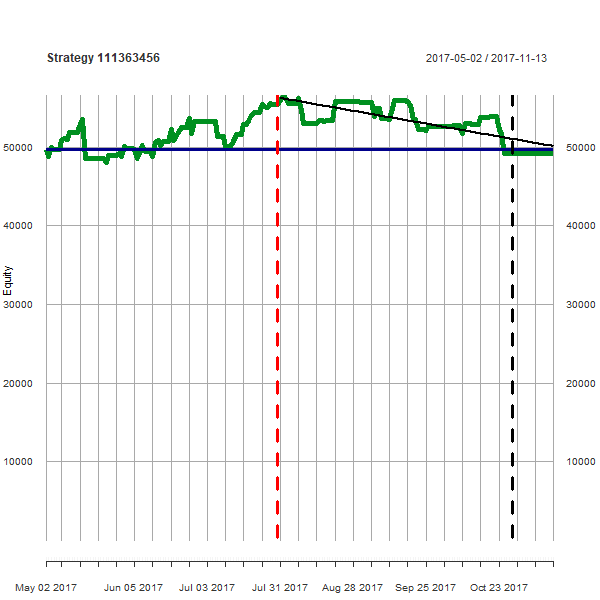 Strategy 111363456
2017-05-02 / 2017-11-13
50000
50000
40000
40000
Equity
30000
30000
20000
20000
10000
10000
May 02 2017
Jun 05 2017
Jul 03 2017
Jul 31 2017
Aug 28 2017
Sep 25 2017
Oct 23 2017